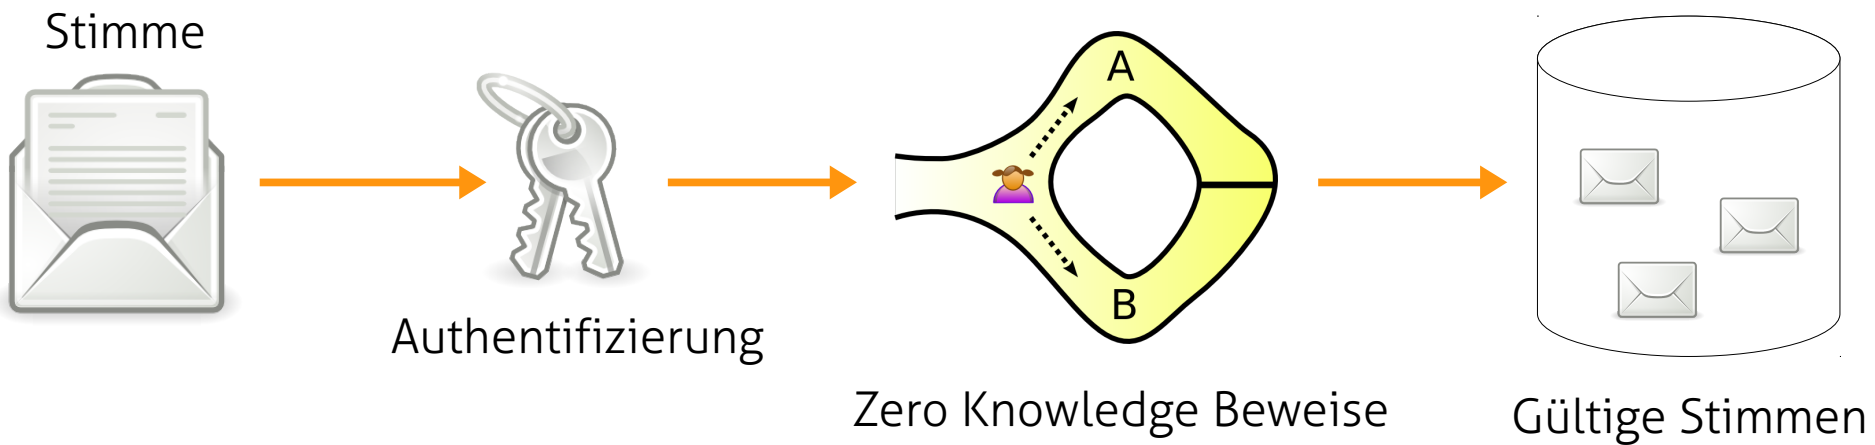 Stimme
Authentifizierung
A
B
Zero Knowledge Beweise
Gültige Stimmen